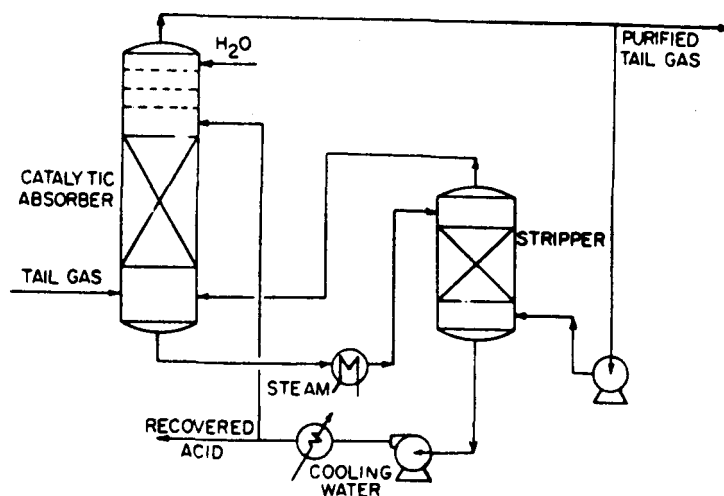 H2O
PURIFIED
TAIL GAS
CATALYTIC
ABSORBER
STRIPPER
TAIL GAS
STEAM
RECOVERED
ACID
COOLING
WATER